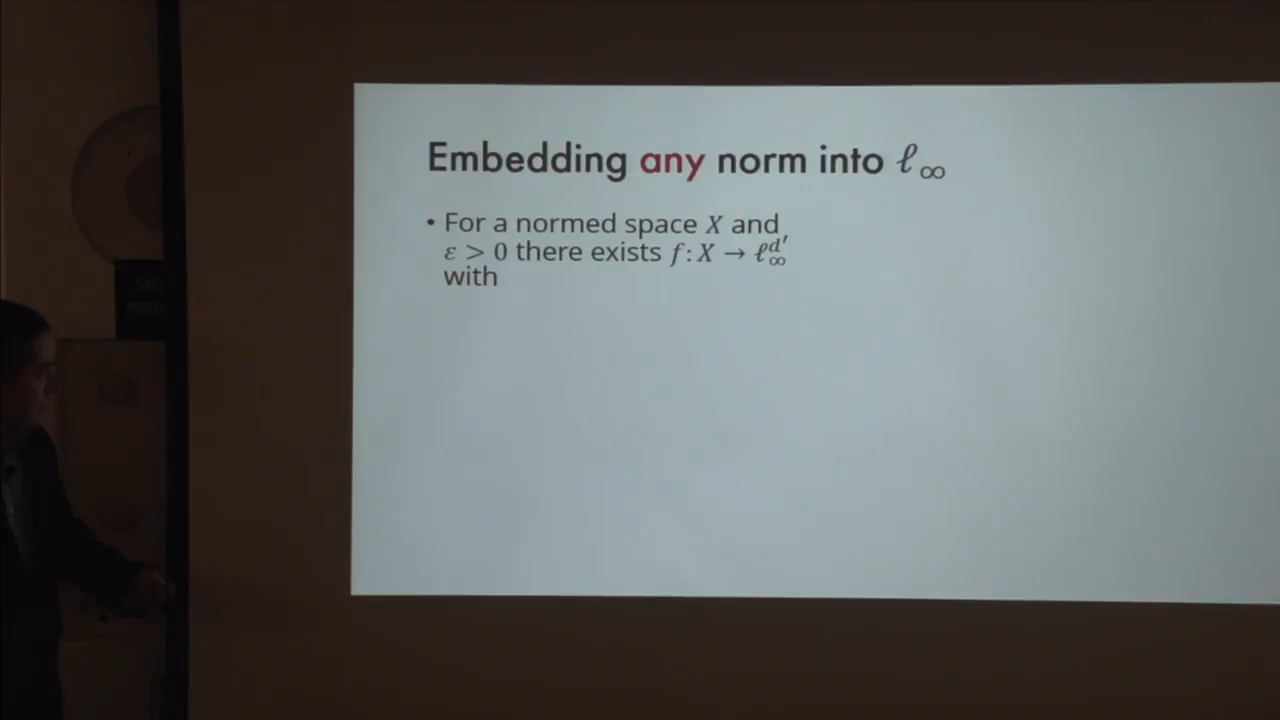 Embedding any norm into ℓ∞
• For a normed space X and
ε > 0 there exists f: X → ℓ∞^d′
with